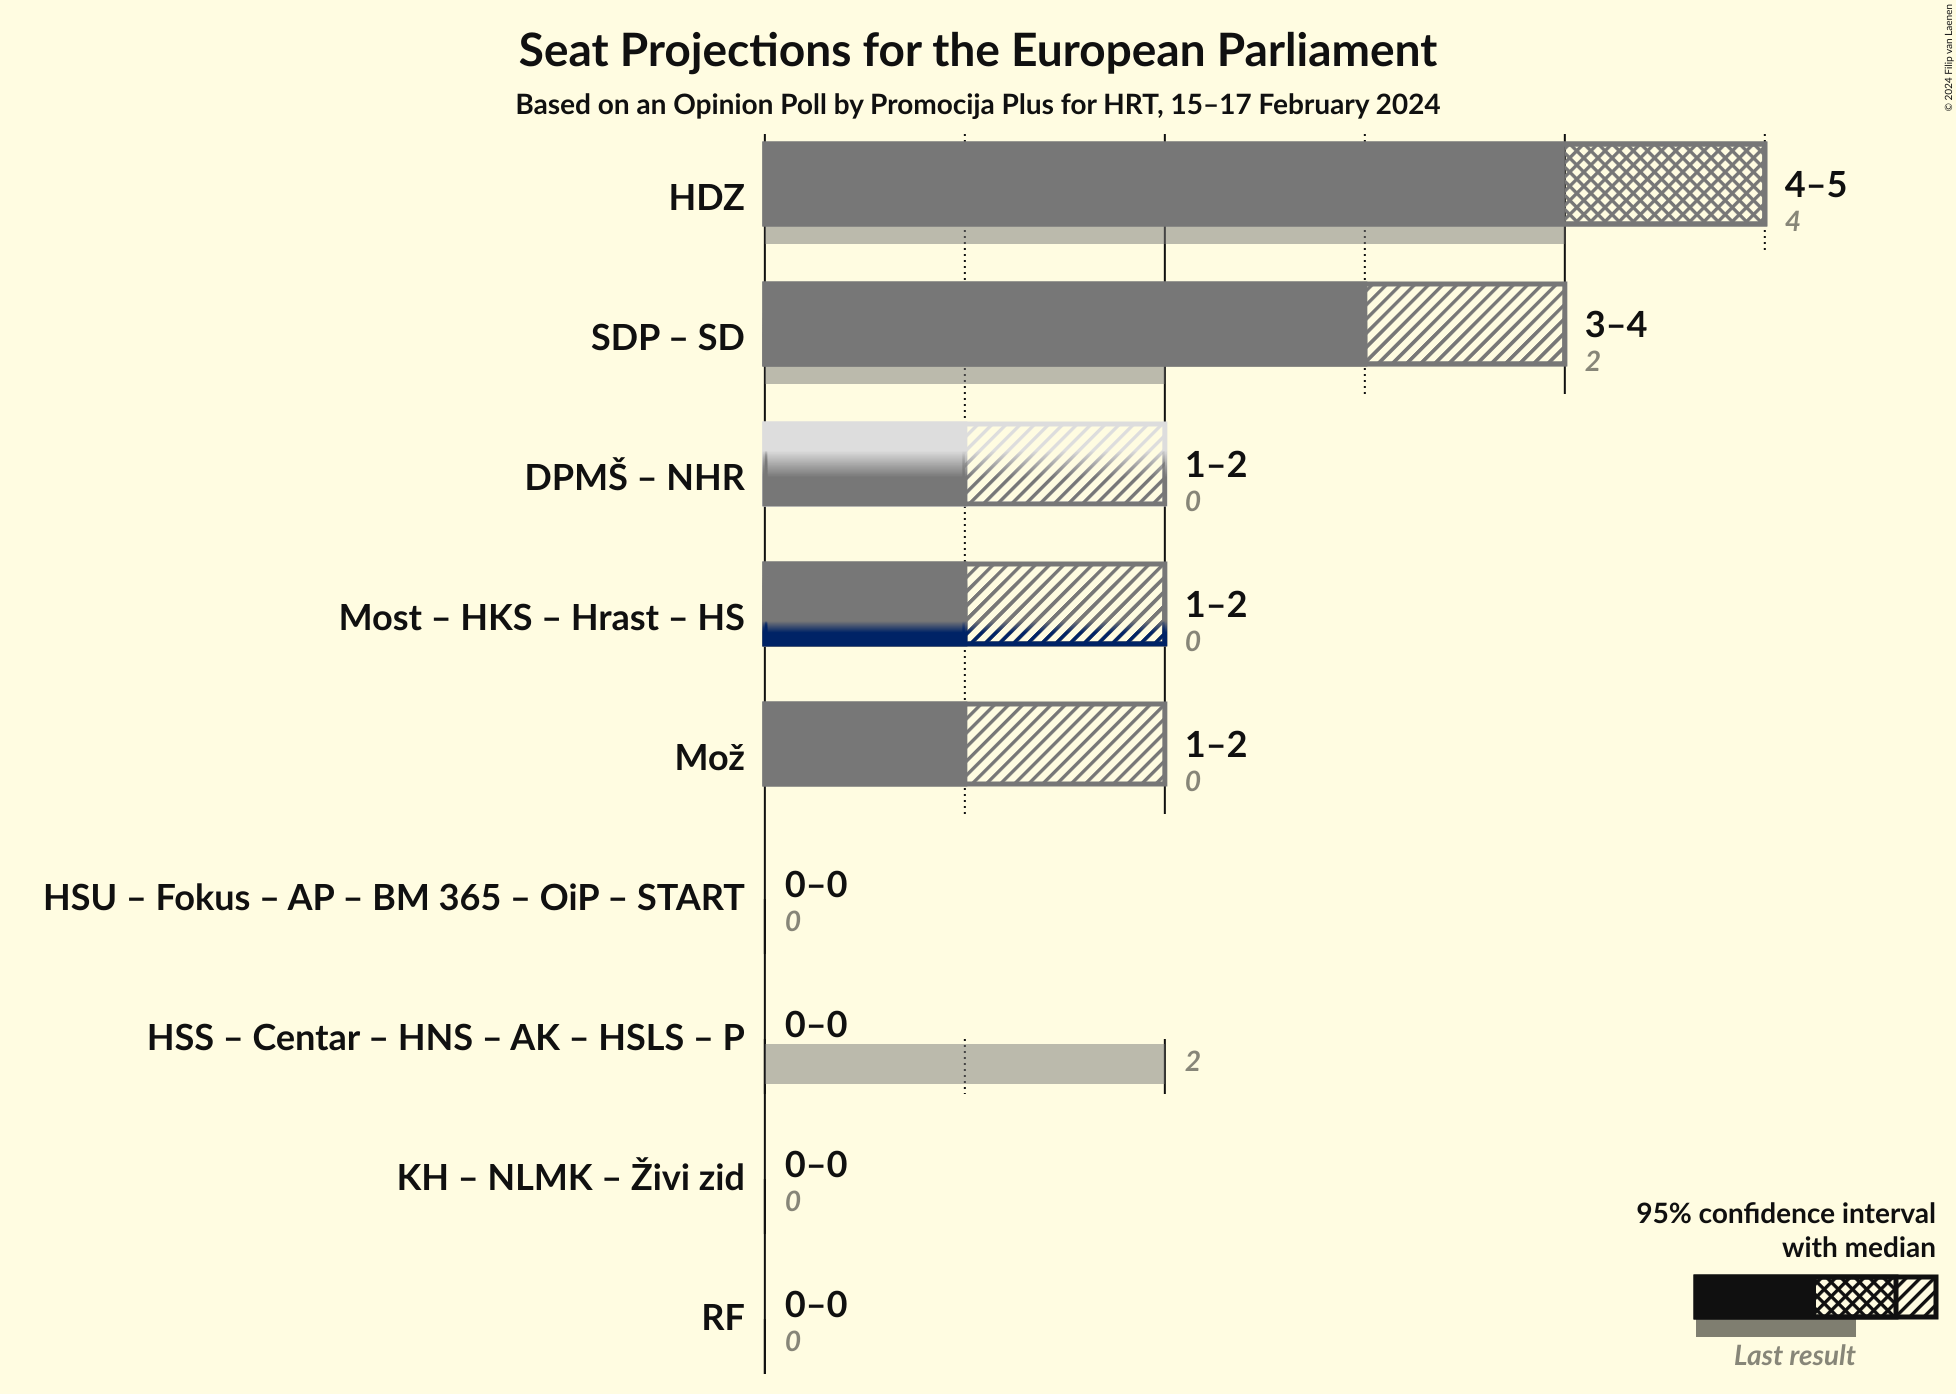 Seat Projections for the European Parliament
Based on an Opinion Poll by Promocija Plus for HRT, 15–17 February 2024
© 2024 Filip van Laenen
HDZ
4–5
4
SDP – SD
3–4
2
DPMŠ – NHR
1–2
0
Most – HKS – Hrast – HS
1–2
0
Mož
1–2
0
HSU – Fokus – AP – BM 365 – OiP – START
0–0
0
HSS – Centar – HNS – AK – HSLS – P
0–0
2
KH – NLMK – Živi zid
0–0
0
RF
0–0
0
95% confidence interval
with median
Last result